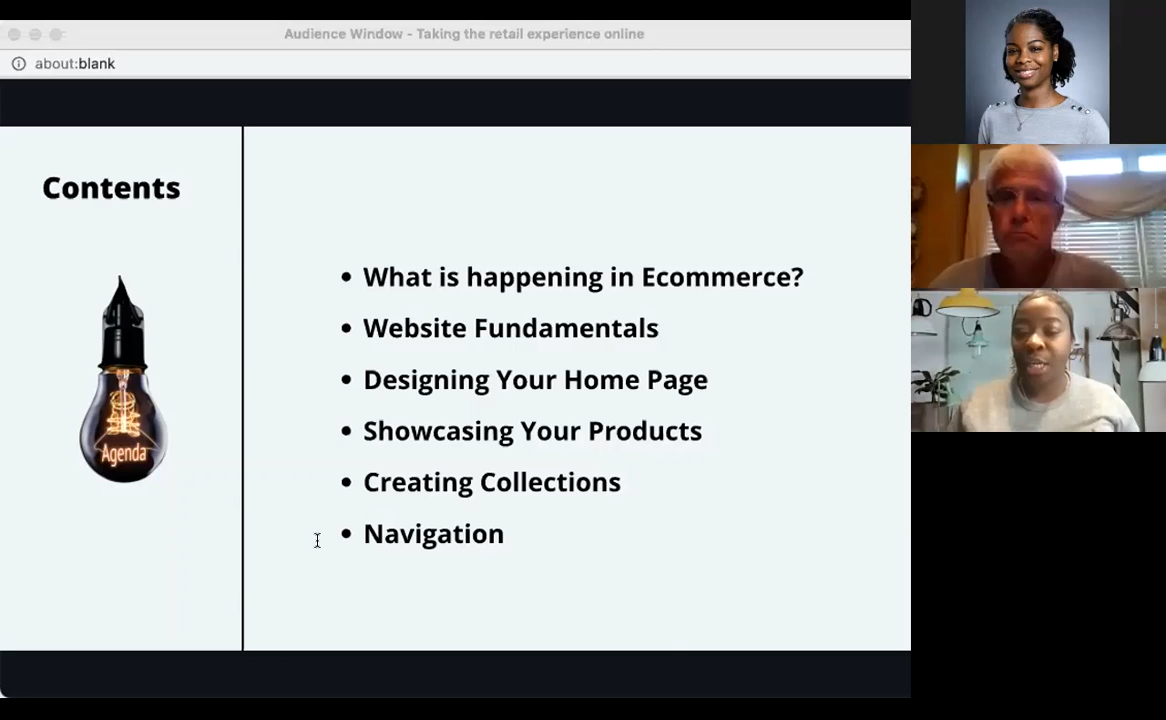 Audience Window - Taking the retail experience online
about:blank
Contents
Agenda
What is happening in Ecommerce?
Website Fundamentals
Designing Your Home Page
Showcasing Your Products
Creating Collections
Navigation